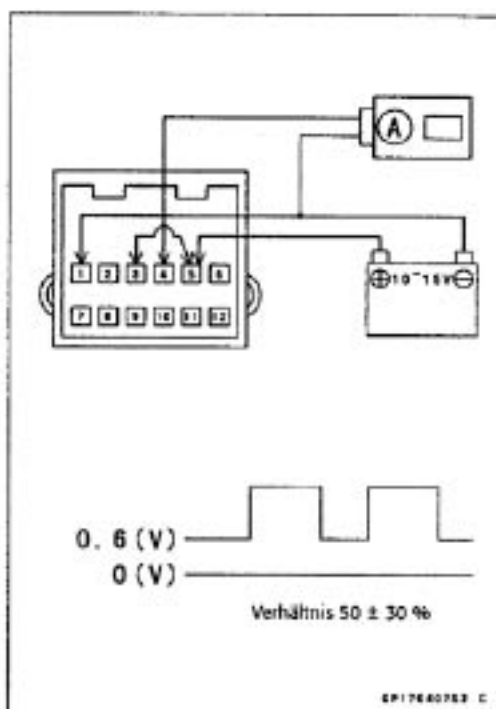 A
1 2 3 4 5 6
10~15V
7 8 9 10 11 12
0.6(V)
0(V)
Verhältnis 50 ± 30 %
GP17640753 C